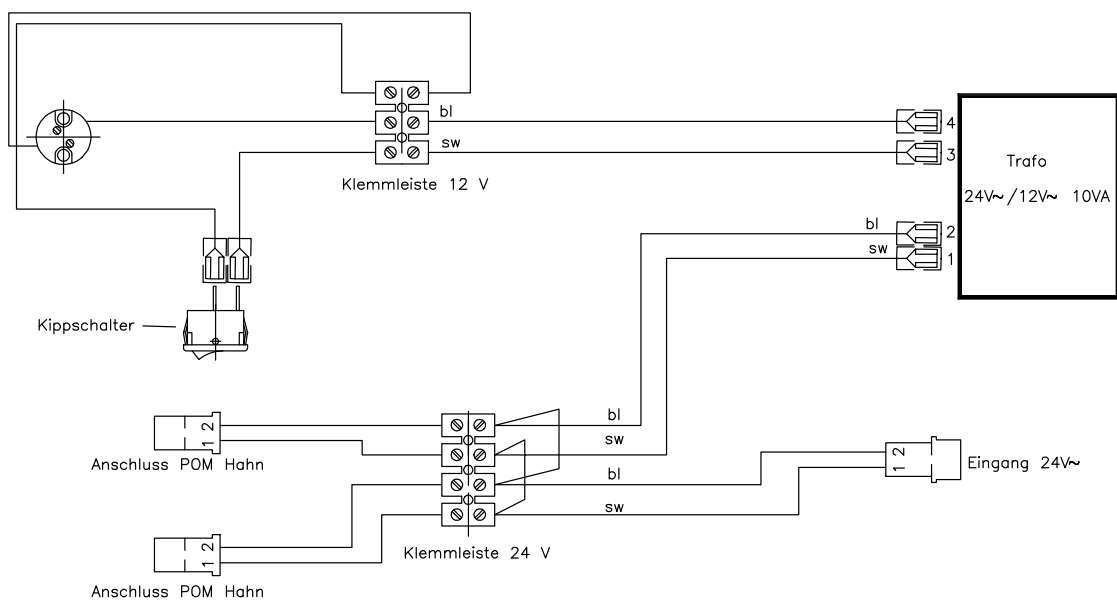 bl
4
sw
3
Trafo
24V~/12V~ 10VA
Klemmleiste 12 V
bl
2
sw
1
Kippschalter
bl
1 2
sw
Anschluss POM Hahn
bl
1 2
Eingang 24V~
sw
1 2
Klemmleiste 24 V
Anschluss POM Hahn